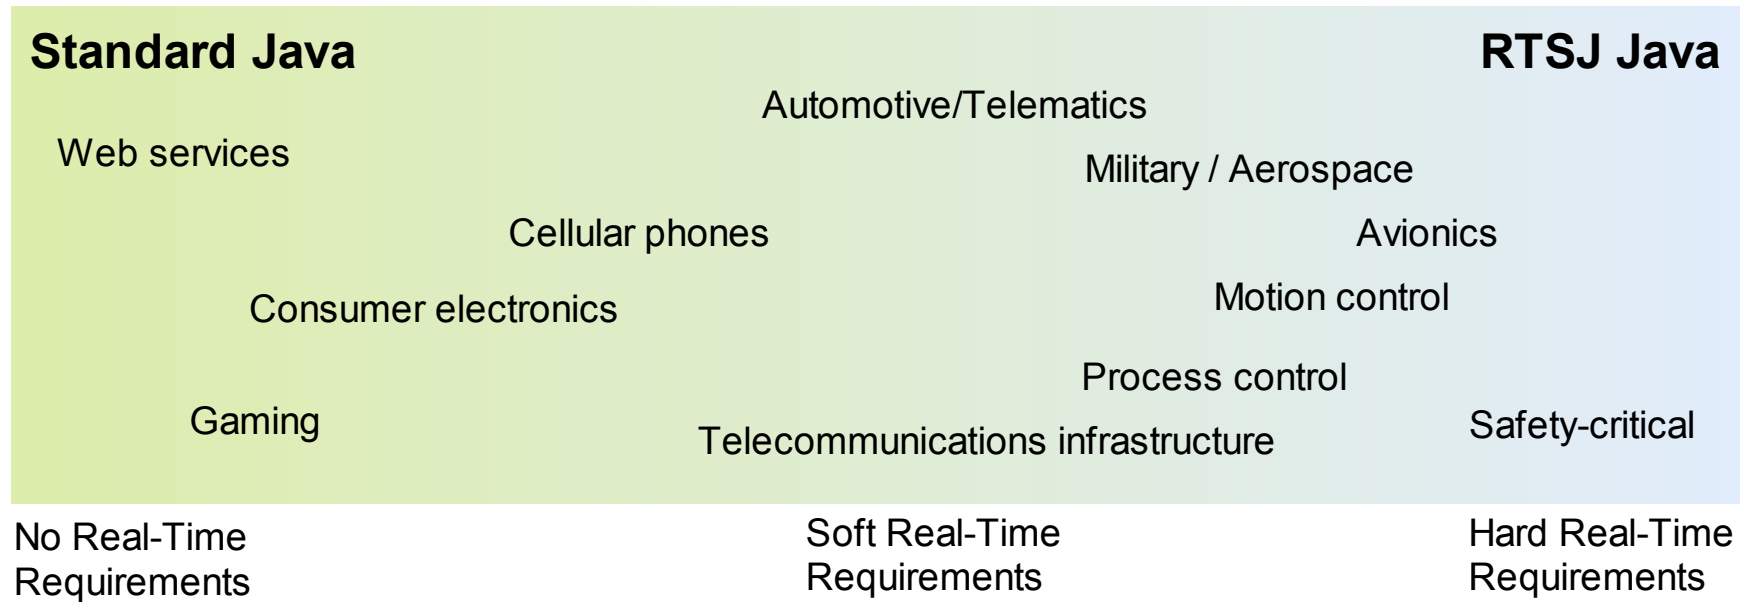 Standard Java
RTSJ Java
Automotive/Telematics
Web services
Military / Aerospace
Cellular phones
Avionics
Consumer electronics
Motion control
Process control
Gaming
Telecommunications infrastructure
Safety-critical
No Real-Time
Requirements
Soft Real-Time
Requirements
Hard Real-Time
Requirements